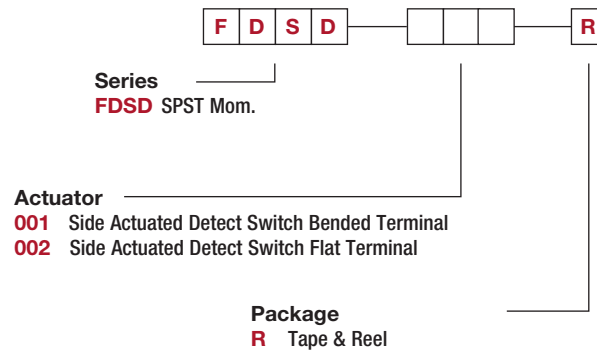 F D S D R
Series
FDSD SPST Mom.
Actuator
001 Side Actuated Detect Switch Bended Terminal
002 Side Actuated Detect Switch Flat Terminal
Package
R Tape & Reel